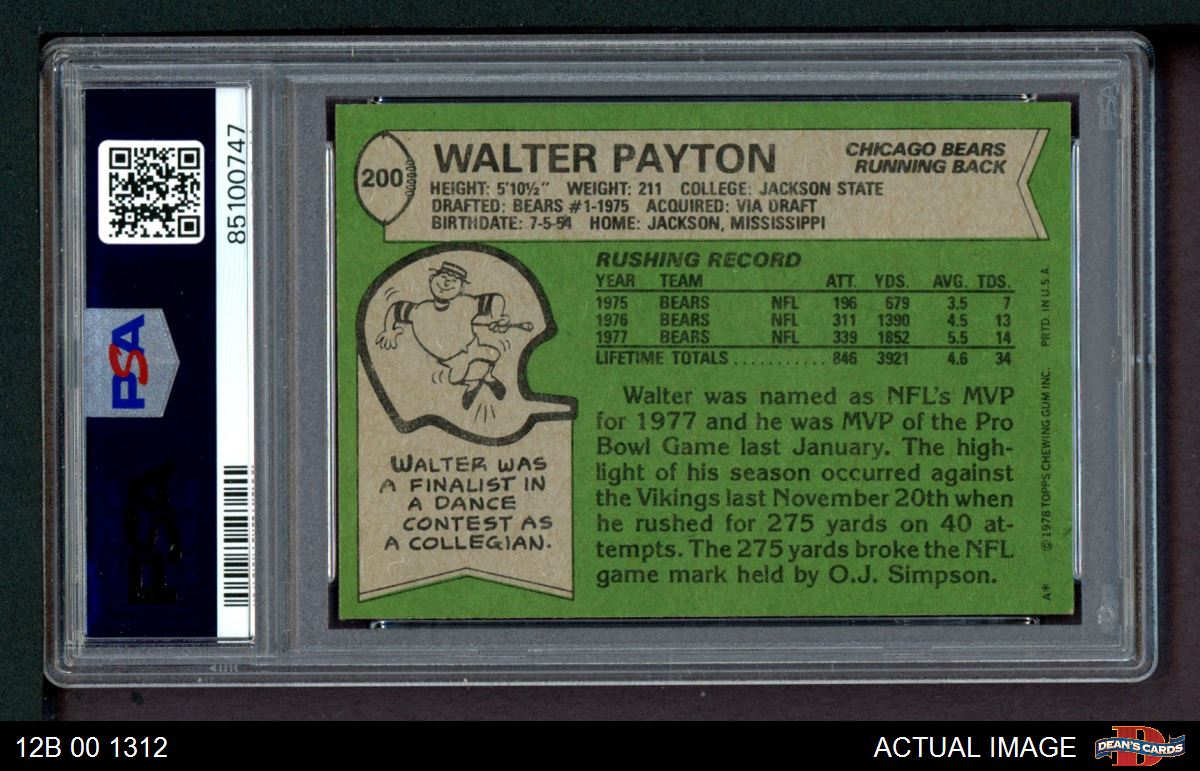 PSA
85100747
PSA
PSA
200
WALTER PAYTON
CHICAGO BEARS
RUNNING BACK
HEIGHT: 5'10½" WEIGHT: 211 COLLEGE: JACKSON STATE
DRAFTED: BEARS #1-1975 ACQUIRED: VIA DRAFT
BIRTHDATE: 7-5-54 HOME: JACKSON, MISSISSIPPI
RUSHING RECORD
YEAR TEAM ATT. YDS. AVG. TDS.
1975 BEARS NFL 196 679 3.5 7
1976 BEARS NFL 311 1390 4.5 13
1977 BEARS NFL 339 1852 5.5 14
LIFETIME TOTALS .......... 846 3921 4.6 34
WALTER WAS
A FINALIST IN
A DANCE
CONTEST AS
A COLLEGIAN.
Walter was named as NFL's MVP
for 1977 and he was MVP of the Pro
Bowl Game last January. The high-
light of his season occurred against
the Vikings last November 20th when
he rushed for 275 yards on 40 at-
tempts. The 275 yards broke the NFL
game mark held by O.J. Simpson.
A* © 1978 TOPPS CHEWING GUM INC. PRTD. IN U.S.A.
PSA
12B 00 1312
ACTUAL IMAGE
DEAN'S CARDS